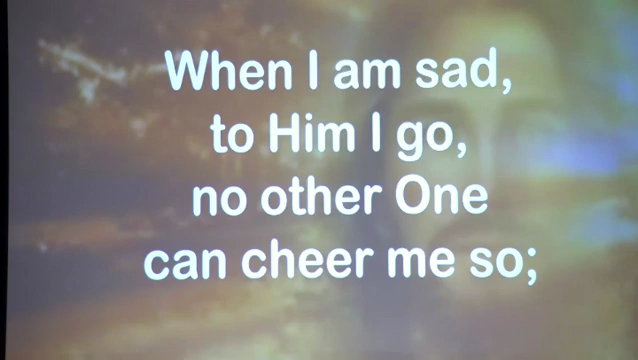 When I am sad,
to Him I go,
no other One
can cheer me so;